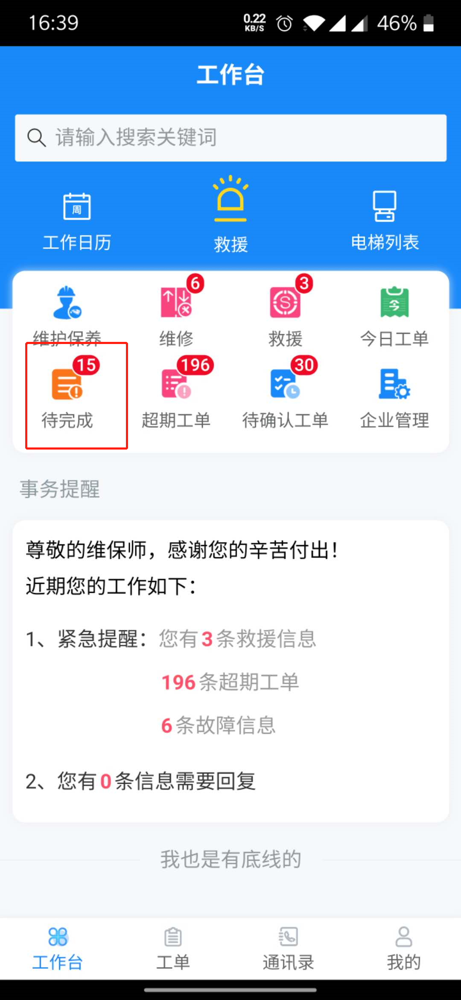 16:39
0.22
KB/S
46%
工作台
请输入搜索关键词
周
工作日历
救援
电梯列表
6
3
S
今
维护保养
维修
救援
今日工单
15
196
30
待完成
超期工单
待确认工单
企业管理
事务提醒
尊敬的维保师，感谢您的辛苦付出！
近期您的工作如下：
1、紧急提醒：您有3条救援信息
196条超期工单
6条故障信息
2、您有0条信息需要回复
我也是有底线的
工作台
工单
通讯录
我的